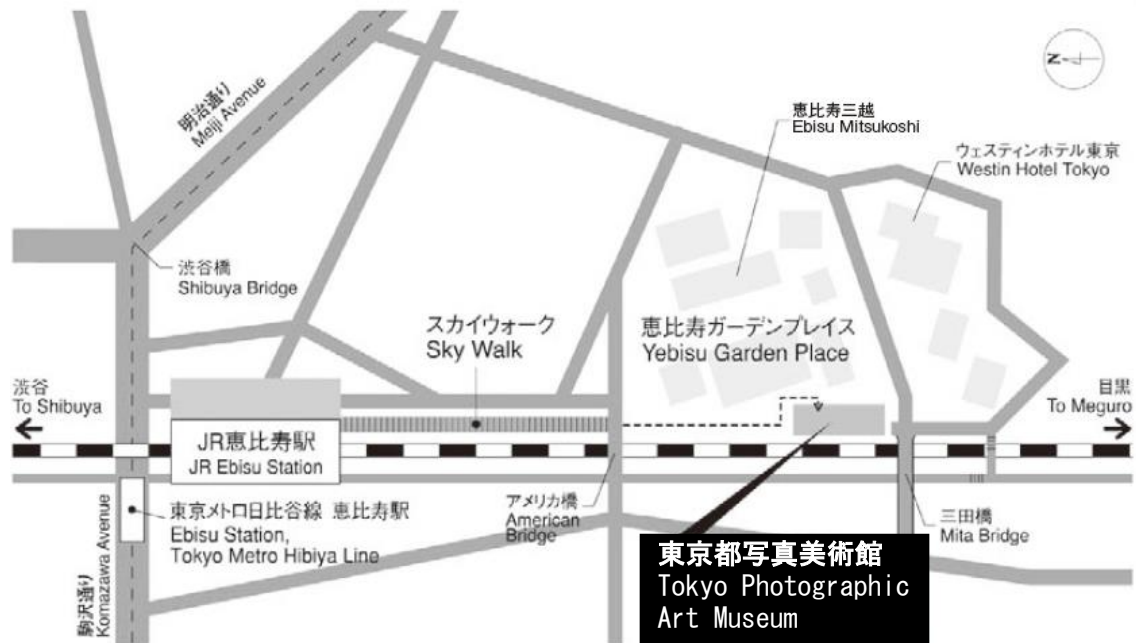 明治通り
Meiji Avenue
N
恵比寿三越
Ebisu Mitsukoshi
ウェスティンホテル東京
Westin Hotel Tokyo
渋谷橋
Shibuya Bridge
スカイウォーク
Sky Walk
恵比寿ガーデンプレイス
Yebisu Garden Place
渋谷
To Shibuya
目黒
To Meguro
JR恵比寿駅
JR Ebisu Station
東京メトロ日比谷線 恵比寿駅
Ebisu Station,
Tokyo Metro Hibiya Line
アメリカ橋
American
Bridge
三田橋
Mita Bridge
駒沢通り
Komazawa Avenue
東京都写真美術館
Tokyo Photographic
Art Museum